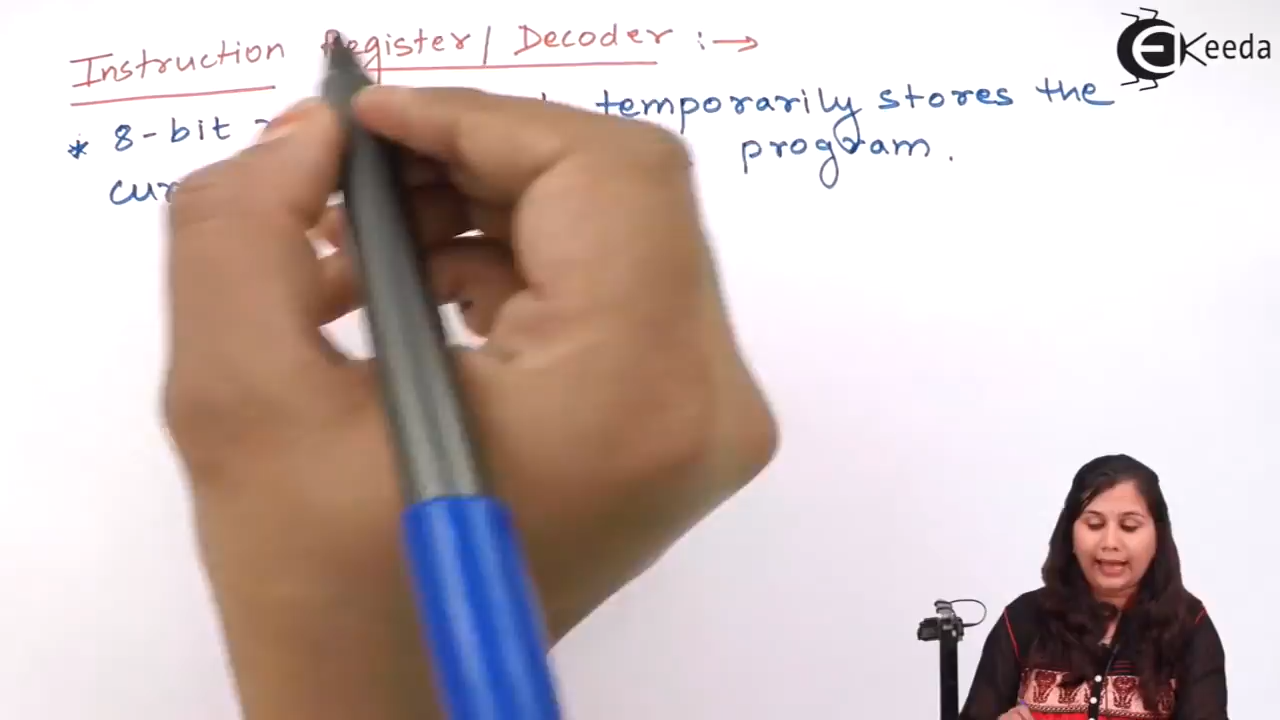 Instruction Register / Decoder :→
EKeeda
* 8-bit temporarily stores the
program.